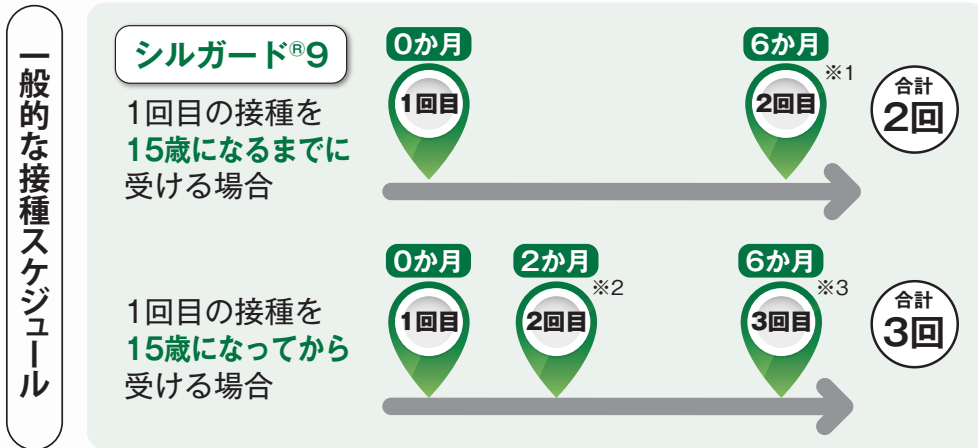 一般的な接種スケジュール
シルガード®9
1回目の接種を
15歳になるまでに
受ける場合
0か月
1回目
6か月
※1
2回目
合計
2回
1回目の接種を
15歳になってから
受ける場合
0か月
1回目
2か月
※2
2回目
6か月
※3
3回目
合計
3回